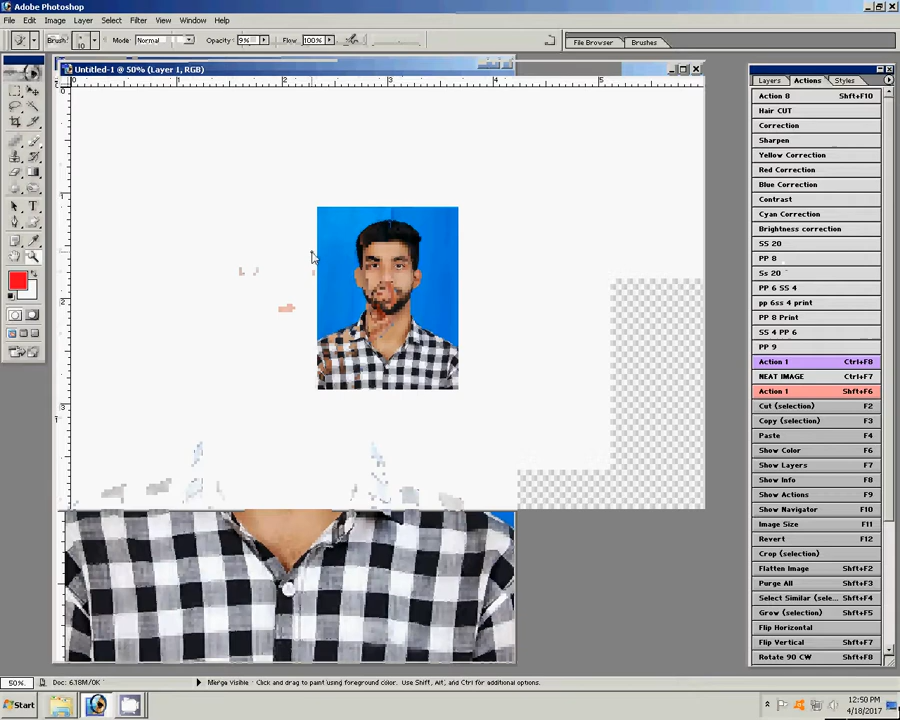 Adobe Photoshop
File Edit Image Layer Select Filter View Window Help
Brush: 10 Mode: Normal Opacity: 9% Flow: 100% File Browser Brushes
Untitled-1 @ 50% (Layer 1, RGB)
0 2 3 4 5
2
3
Layers Actions Styles
Action 8 Shft+F10
Hair CUT
Correction
Sharpen
Yellow Correction
Red Correction
Blue Correction
Contrast
Cyan Correction
Brightness correction
SS 20
PP 8
Ss 20
PP 6 SS 4
pp 6ss 4 print
PP 8 Print
SS 4 PP 6
PP 9
Action 1 Ctrl+F8
NEAT IMAGE Ctrl+F7
Action 1 Shft+F6
Cut (selection) F2
Copy (selection) F3
Paste F4
Show Color F6
Show Layers F7
Show Info F8
Show Actions F9
Show Navigator F10
Image Size F11
Revert F12
Crop (selection)
Flatten Image Shft+F2
Purge All Shft+F3
Select Similar (sele... Shft+F4
Grow (selection) Shft+F5
Flip Horizontal
Flip Vertical Shft+F7
Rotate 90 CW Shft+F8
50% Doc: 6.18M/0K Merge Visible : Click and drag to paint using foreground color. Use Shift, Alt, and Ctrl for additional options.
Start 12:50 PM
4/18/2017